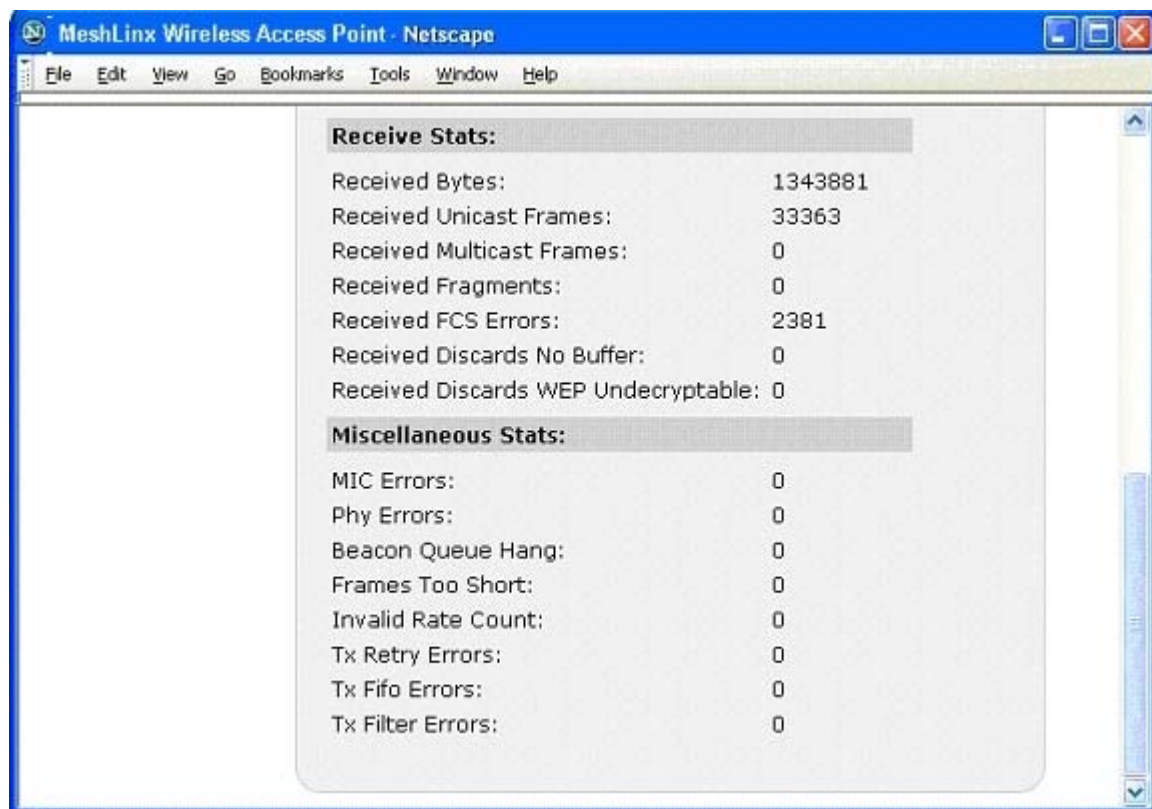 MeshLinx Wireless Access Point - Netscape
File Edit View Go Bookmarks Tools Window Help
Receive Stats:
Received Bytes: 1343881
Received Unicast Frames: 33363
Received Multicast Frames: 0
Received Fragments: 0
Received FCS Errors: 2381
Received Discards No Buffer: 0
Received Discards WEP Undecryptable: 0
Miscellaneous Stats:
MIC Errors: 0
Phy Errors: 0
Beacon Queue Hang: 0
Frames Too Short: 0
Invalid Rate Count: 0
Tx Retry Errors: 0
Tx Fifo Errors: 0
Tx Filter Errors: 0